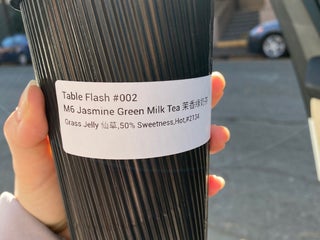 Table Flash #002
M6 Jasmine Green Milk Tea 茉香绿奶茶
Grass Jelly 仙草,50% Sweetness,Hot,#2134